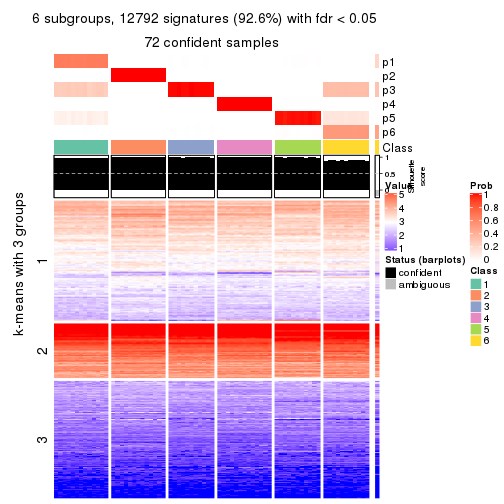 6 subgroups, 12792 signatures (92.6%) with fdr < 0.05
72 confident samples
p1
p2
p3
p4
p5
p6
Class
1
0.5
0
Silhouette
score
k-means with 3 groups
1
2
3
Value
5
4
3
2
1
Status (barplots)
confident
ambiguous
Prob
1
0.8
0.6
0.4
0.2
0
Class
1
2
3
4
5
6